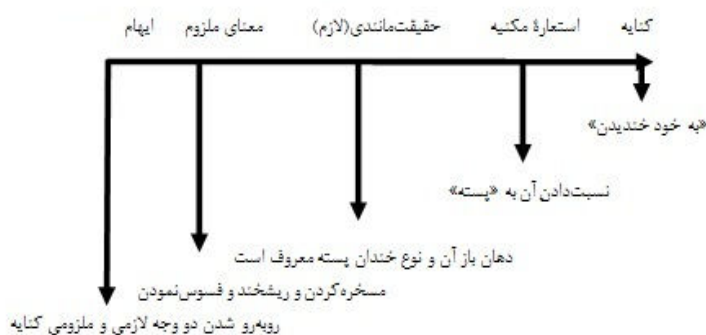 کنایه استعارهٔ مکنیه حقیقت‌مانندی(لازم) معنای ملزوم ایهام
«به خود خندیدن»
نسبت‌دادن آن به «پسته»
دهان باز آن و نوع خندان پسته معروف است
مسخره‌کردن و ریشخند و فسوس‌نمودن
روبه‌رو شدن دو وجه لازمی و ملزومی کنایه